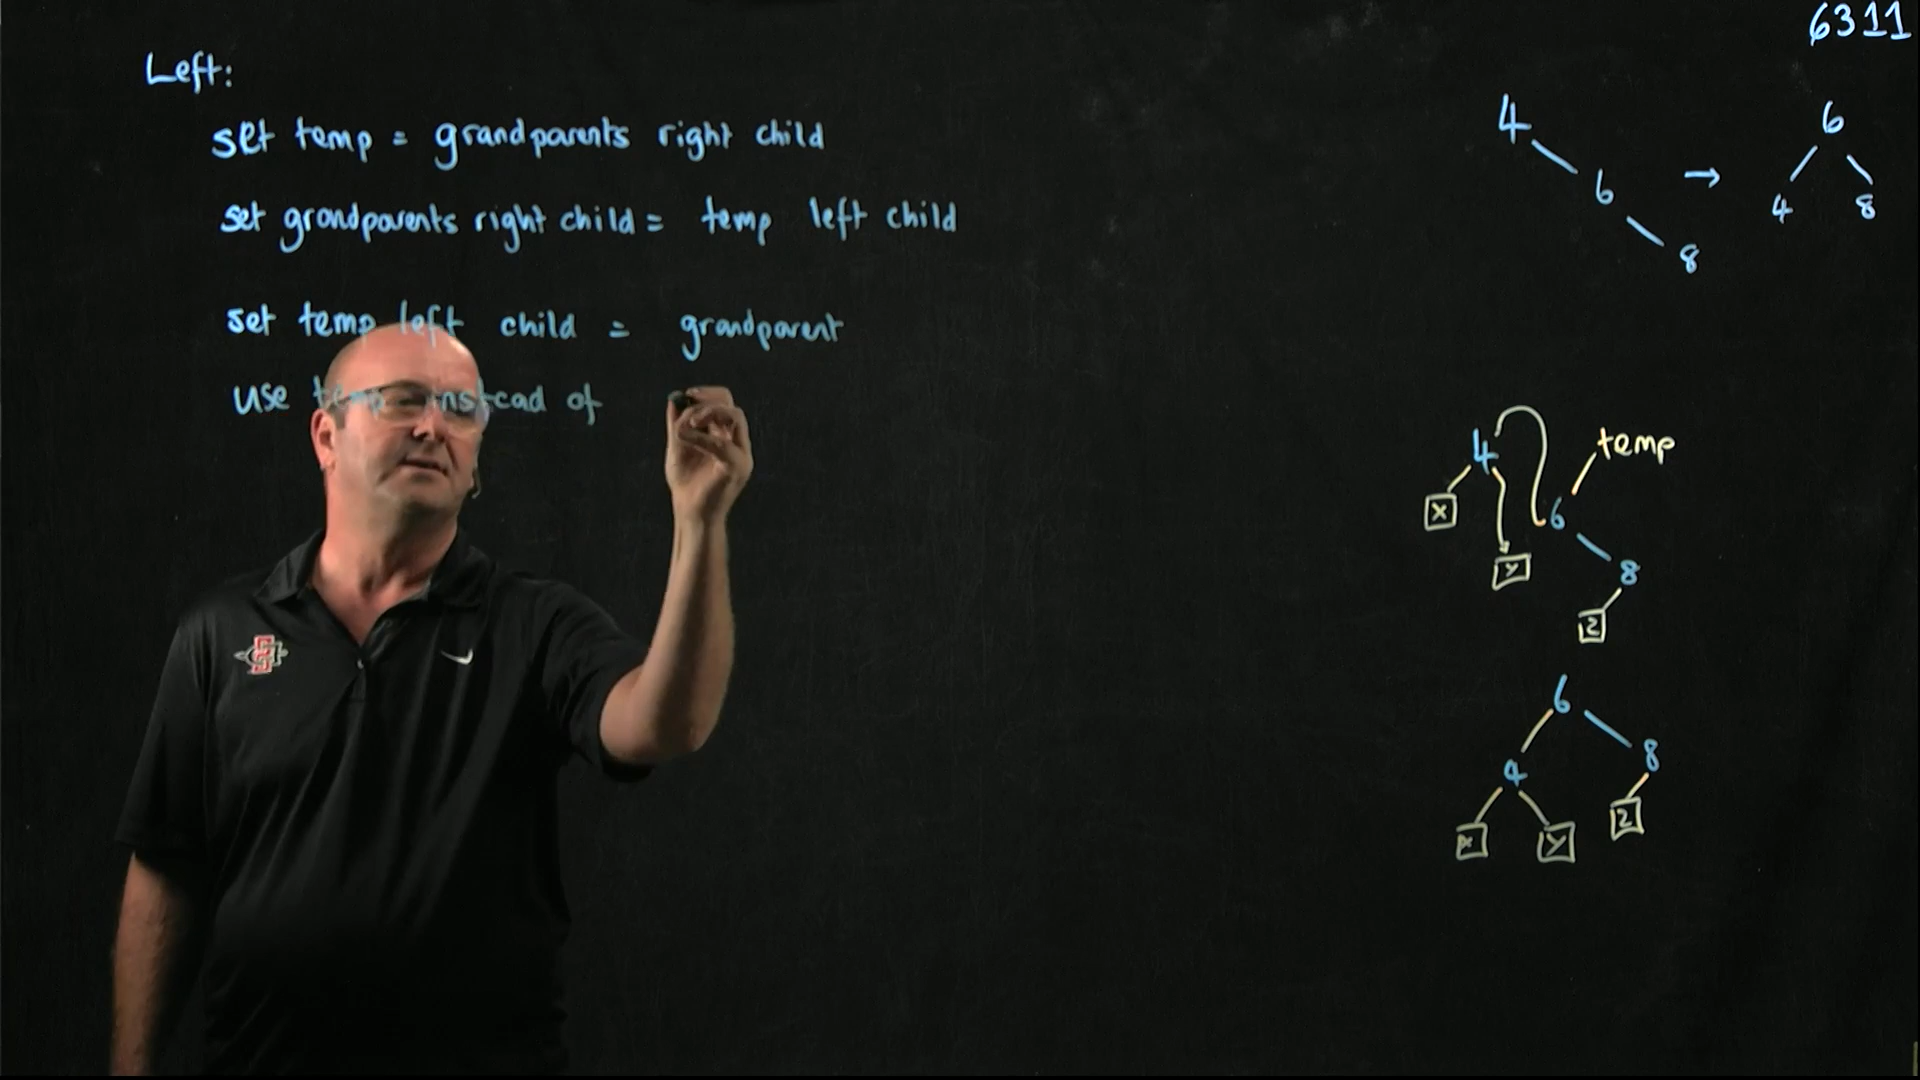 6311
Left:
set temp = grandparents right child
set grandparents right child = temp left child
set temp left child = grandparent
use temp instead of
4
6
8
→
6
4 8
4
temp
x
6
y
8
z
6
4
8
x y z